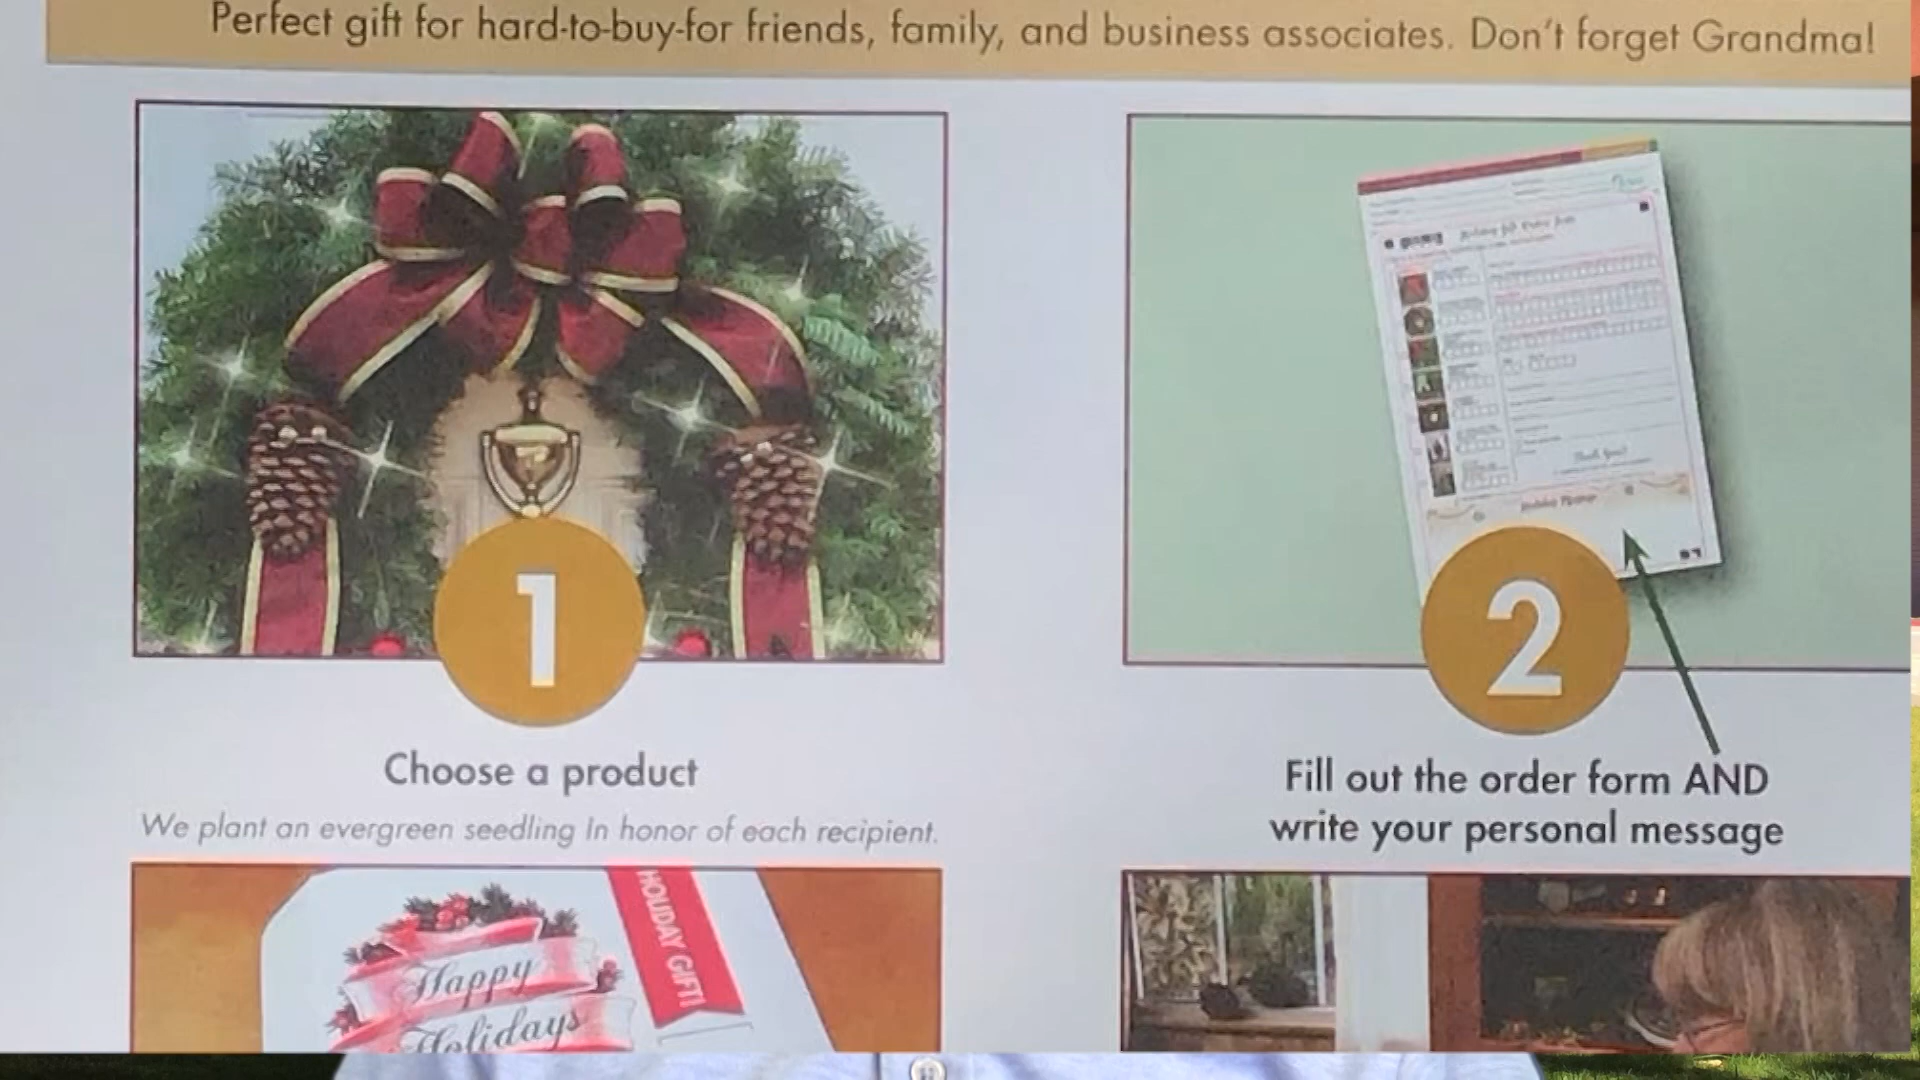 Perfect gift for hard-to-buy-for friends, family, and business associates. Don't forget Grandma!
1
2
Choose a product
We plant an evergreen seedling In honor of each recipient.
Fill out the order form AND
write your personal message
HOLIDAY GIFT!
Happy
Holidays